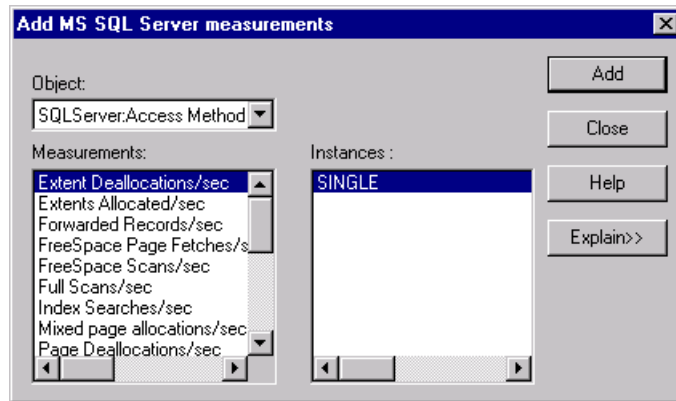 Add MS SQL Server measurements
Object:
SQLServer:Access Method
Measurements:
Extent Deallocations/sec
Extents Allocated/sec
Forwarded Records/sec
FreeSpace Page Fetches/s
FreeSpace Scans/sec
Full Scans/sec
Index Searches/sec
Mixed page allocations/sec
Page Deallocations/sec
Instances :
SINGLE
Add
Close
Help
Explain>>